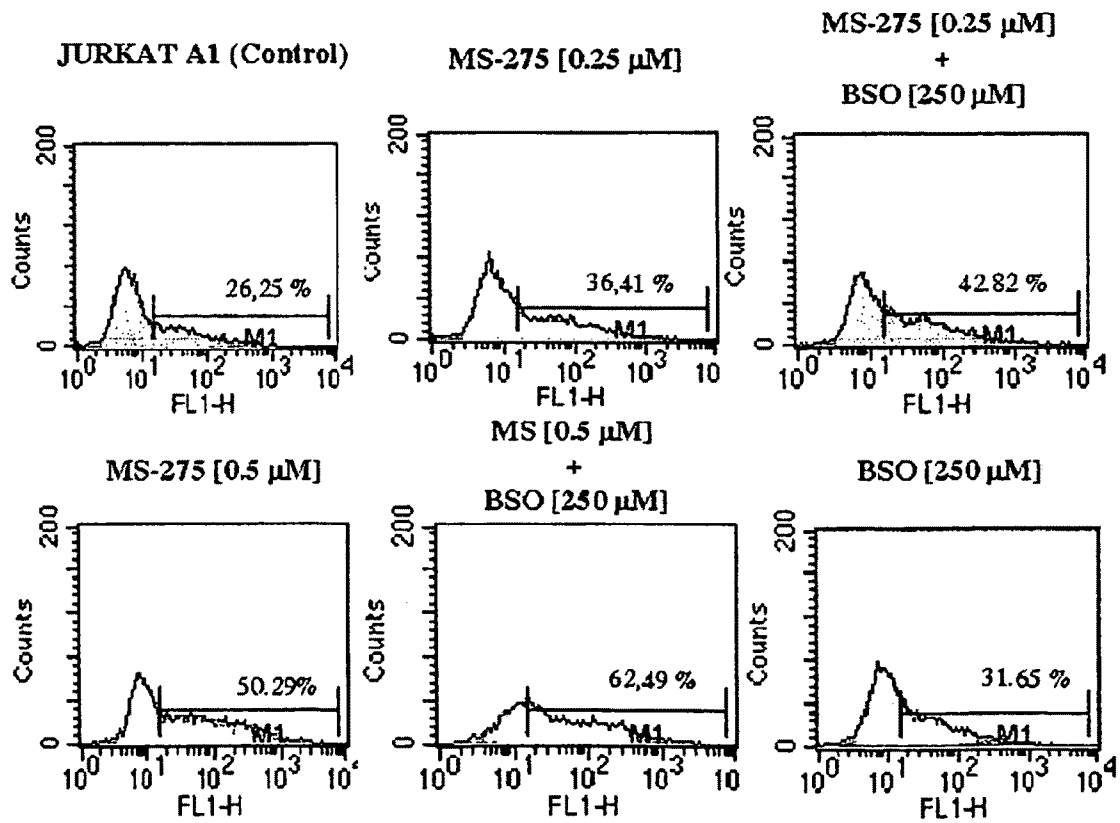 JURKAT A1 (Control)
200
Counts
0
26,25 %
M1
10^0 10^1 10^2 10^3 10^4
FL1-H
MS-275 [0.25 μM]
200
Counts
0
36,41 %
M1
10^0 10^1 10^2 10^3 10
FL1-H
MS-275 [0.25 μM]
+
BSO [250 μM]
200
Counts
0
42.82 %
M1
10^0 10^1 10^2 10^3 10^4
FL1-H
MS-275 [0.5 μM]
200
Counts
0
50.29%
M1
10^0 10^1 10^2 10^3 10^4
FL1-H
MS [0.5 μM]
+
BSO [250 μM]
200
Counts
0
62,49 %
M1
10^0 10^1 10^2 10^3 10^4
FL1-H
BSO [250 μM]
200
Counts
0
31.65 %
M1
10^0 10^1 10^2 10^3 10^4
FL1-H